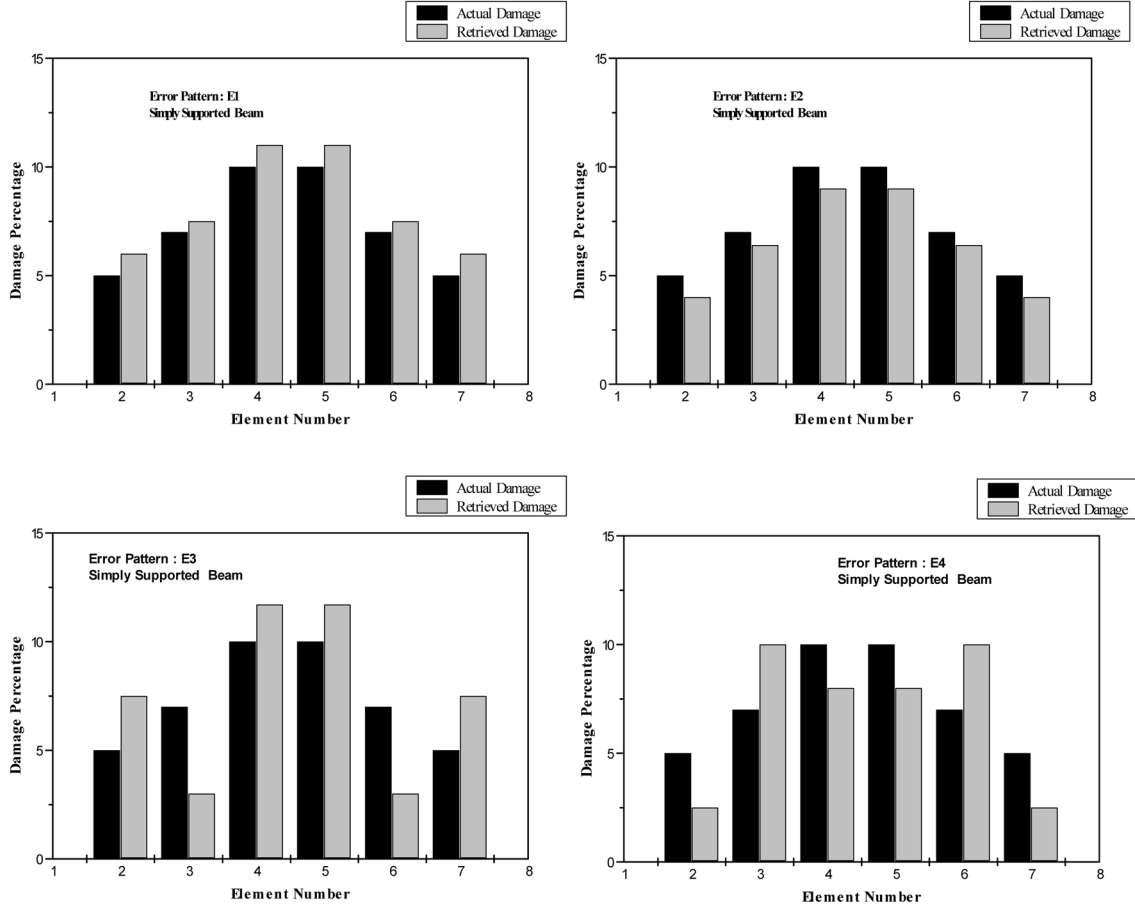 Actual Damage
Retrieved Damage
15
10
5
0
Damage Percentage
Error Pattern: E1
Simply Supported Beam
1 2 3 4 5 6 7 8
Element Number
Actual Damage
Retrieved Damage
15
10
5
0
Damage Percentage
Error Pattern: E2
Simply Supported Beam
1 2 3 4 5 6 7 8
Element Number
Actual Damage
Retrieved Damage
15
10
5
0
Damage Percentage
Error Pattern : E3
Simply Supported Beam
1 2 3 4 5 6 7 8
Element Number
Actual Damage
Retrieved Damage
15
10
5
0
Damage Percentage
Error Pattern : E4
Simply Supported Beam
1 2 3 4 5 6 7 8
Element Number